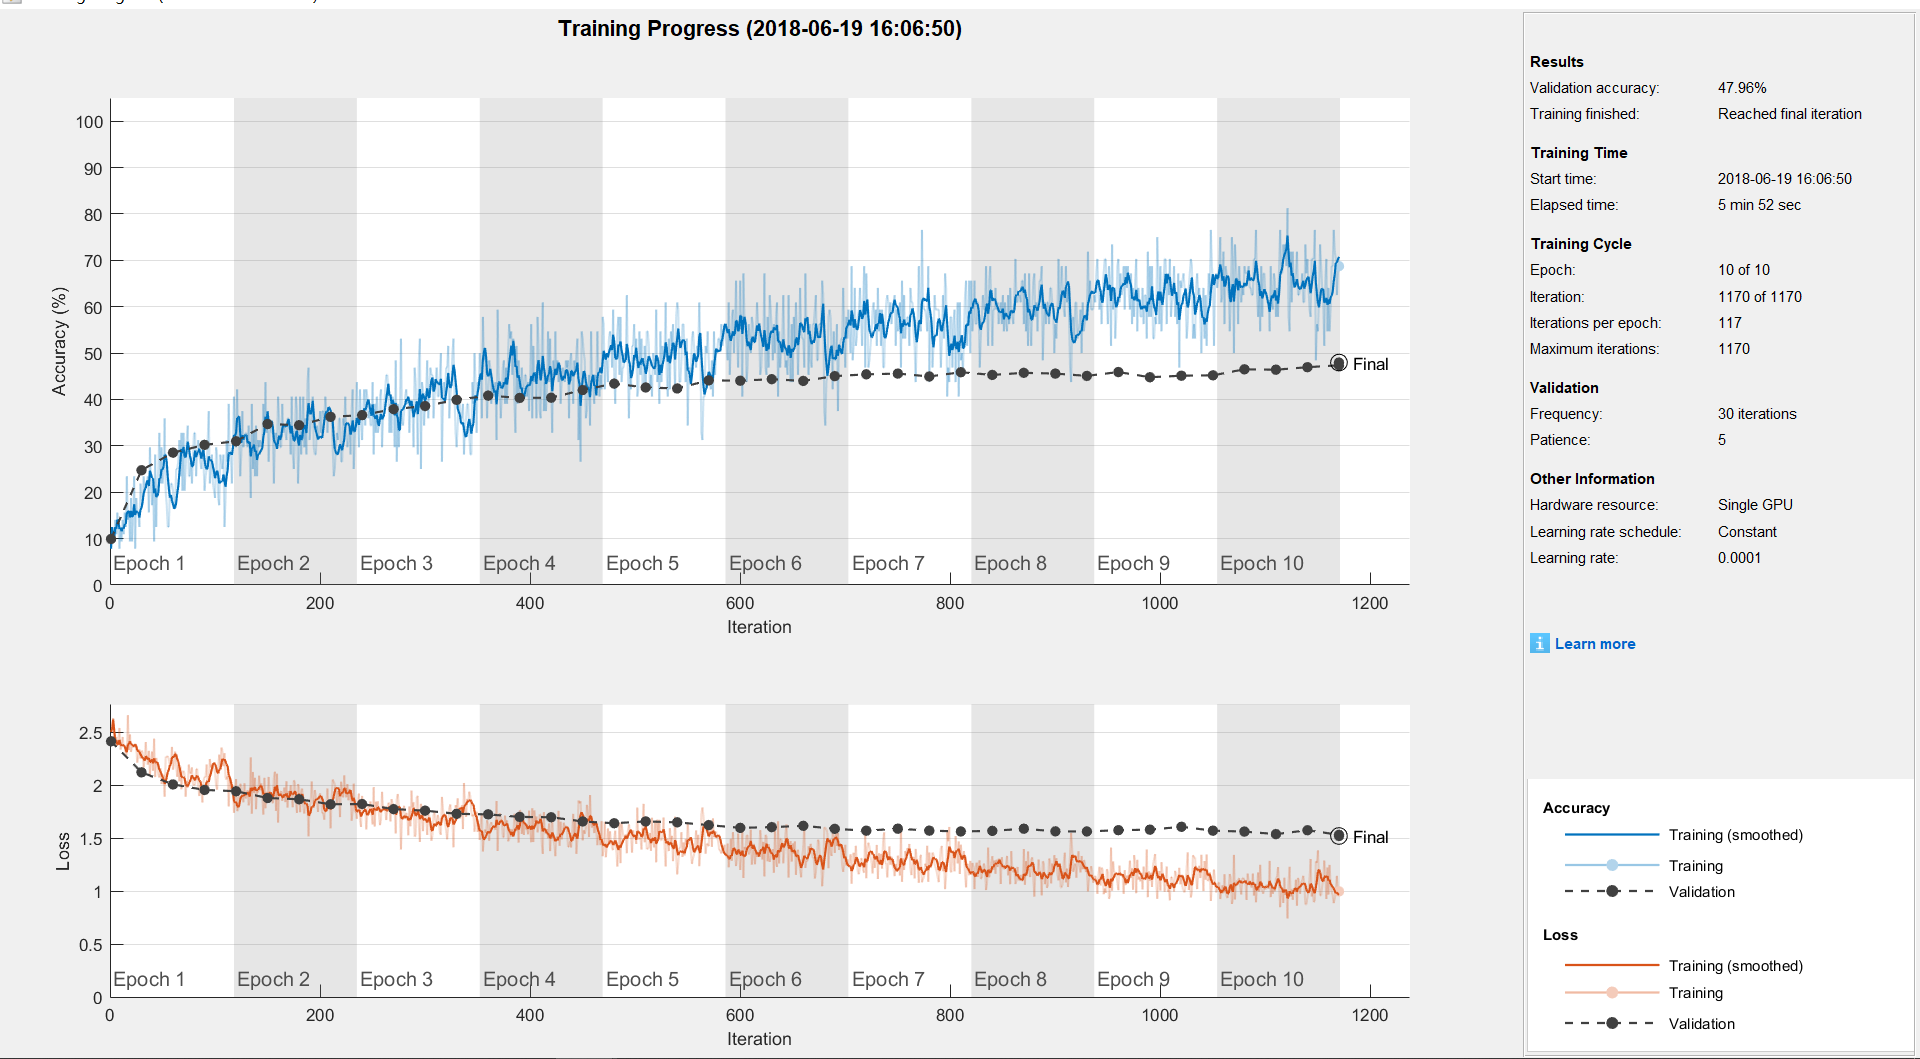 Training Progress (2018-06-19 16:06:50)
100
90
80
70
60
50
40
30
20
10
0
Accuracy (%)
Final
Epoch 1 Epoch 2 Epoch 3 Epoch 4 Epoch 5 Epoch 6 Epoch 7 Epoch 8 Epoch 9 Epoch 10
0 200 400 600 800 1000 1200
Iteration
2.5
2
1.5
1
0.5
0
Loss
Final
Epoch 1 Epoch 2 Epoch 3 Epoch 4 Epoch 5 Epoch 6 Epoch 7 Epoch 8 Epoch 9 Epoch 10
0 200 400 600 800 1000 1200
Iteration
Results
Validation accuracy: 47.96%
Training finished: Reached final iteration
Training Time
Start time: 2018-06-19 16:06:50
Elapsed time: 5 min 52 sec
Training Cycle
Epoch: 10 of 10
Iteration: 1170 of 1170
Iterations per epoch: 117
Maximum iterations: 1170
Validation
Frequency: 30 iterations
Patience: 5
Other Information
Hardware resource: Single GPU
Learning rate schedule: Constant
Learning rate: 0.0001
i Learn more
Accuracy
Training (smoothed)
Training
Validation
Loss
Training (smoothed)
Training
Validation